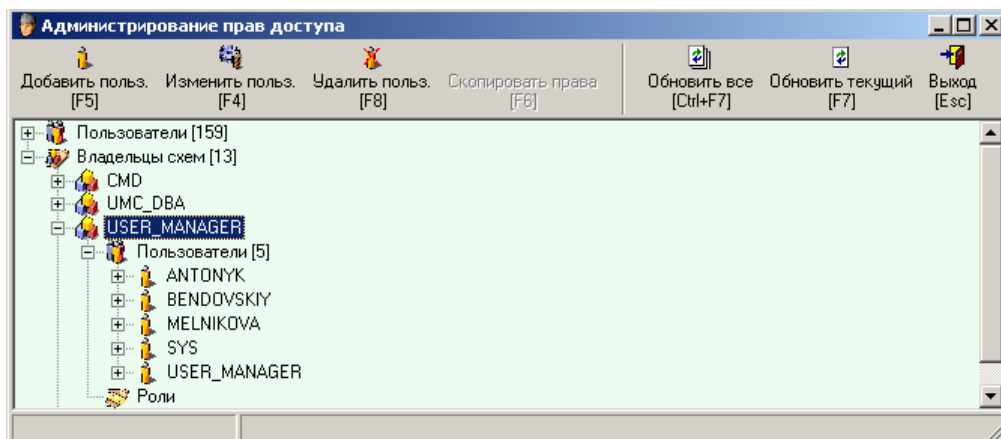 Администрирование прав доступа
Добавить польз. Изменить польз. Удалить польз. Скопировать права Обновить все Обновить текущий Выход
[F5] [F4] [F8] [F6] [Ctrl+F7] [F7] [Esc]
Пользователи [159]
Владельцы схем [13]
CMD
UMC_DBA
USER_MANAGER
Пользователи [5]
ANTONYK
BENDOVSKIY
MELNIKOVA
SYS
USER_MANAGER
Роли